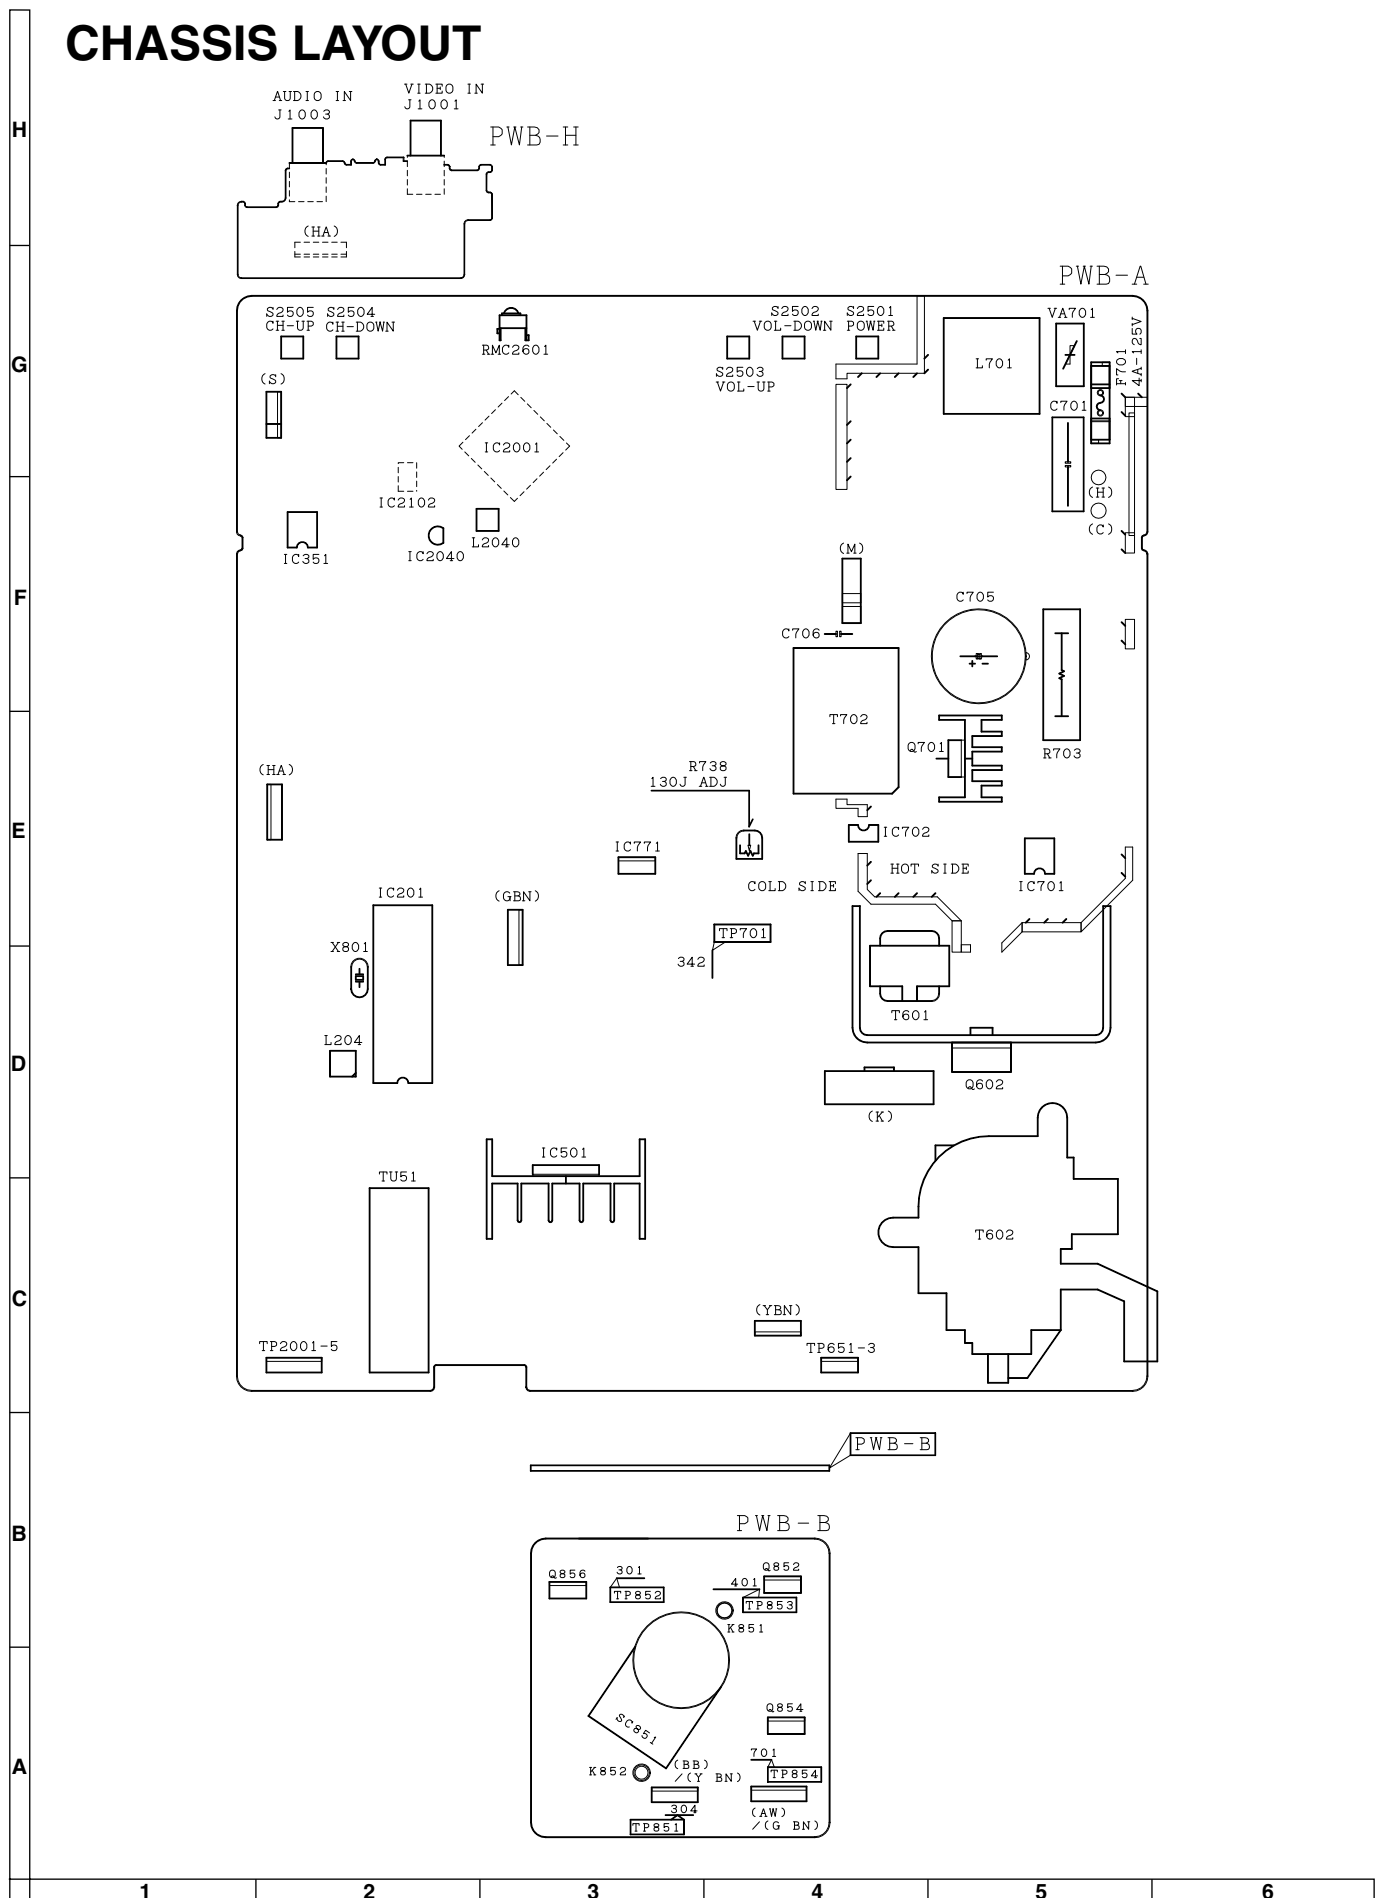 CHASSIS LAYOUT
AUDIO IN
J1003
VIDEO IN
J1001
PWB-H
H
(HA)
PWB-A
S2505
CH-UP
S2504
CH-DOWN
RMC2601
S2502
VOL-DOWN
S2501
POWER
VA701
F701
4A-125V
G
L701
S2503
VOL-UP
(S)
C701
IC2001
IC2102
(H)
(C)
IC351
IC2040
L2040
(M)
F
C705
C706
T702
Q701
R703
(HA)
R738
130J ADJ
E
IC702
IC771
HOT SIDE
COLD SIDE
IC701
IC201
(GBN)
TP701
X801
342
T601
L204
D
Q602
(K)
IC501
TU51
T602
C
(YBN)
TP2001-5
TP651-3
PWB-B
PWB-B
B
Q856
301
TP852
401
Q852
TP853
K851
SC851
Q854
701
TP854
A
K852
(BB)
/(Y BN)
304
TP851
(AW)
/(G BN)
1
2
3
4
5
6